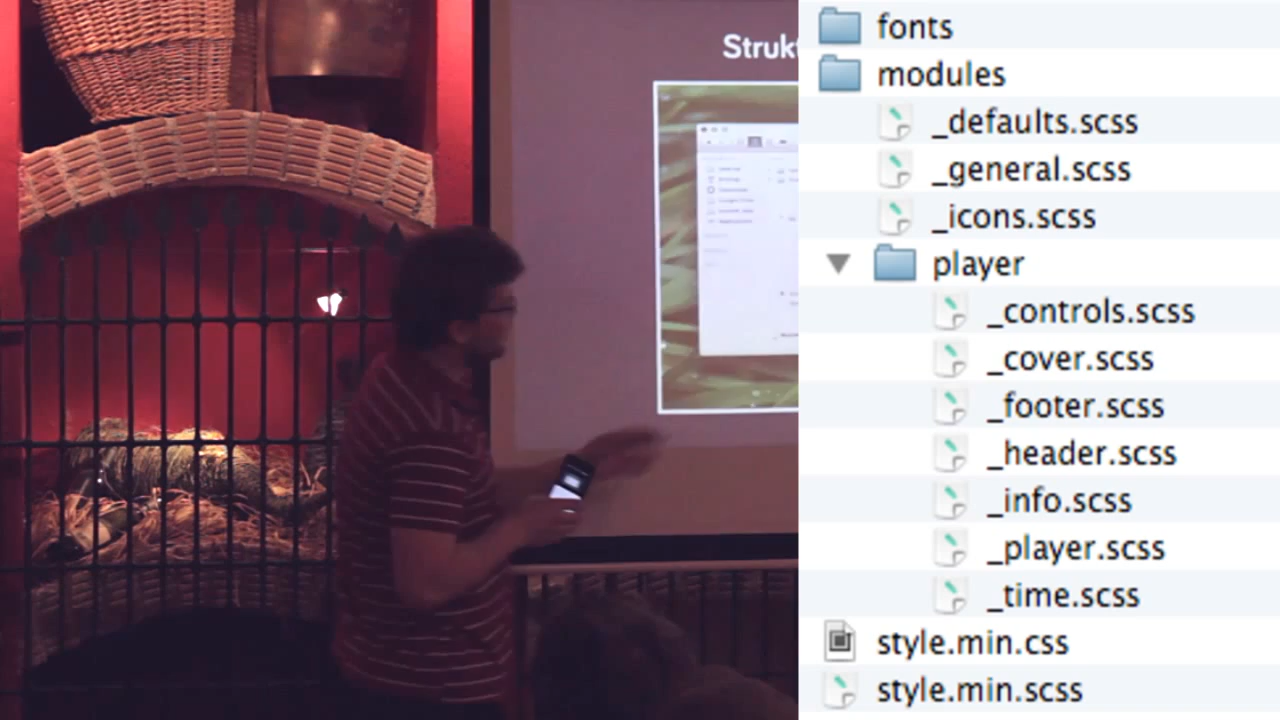 Strukt
fonts
modules
_defaults.scss
_general.scss
_icons.scss
player
_controls.scss
_cover.scss
_footer.scss
_header.scss
_info.scss
_player.scss
_time.scss
style.min.css
style.min.scss